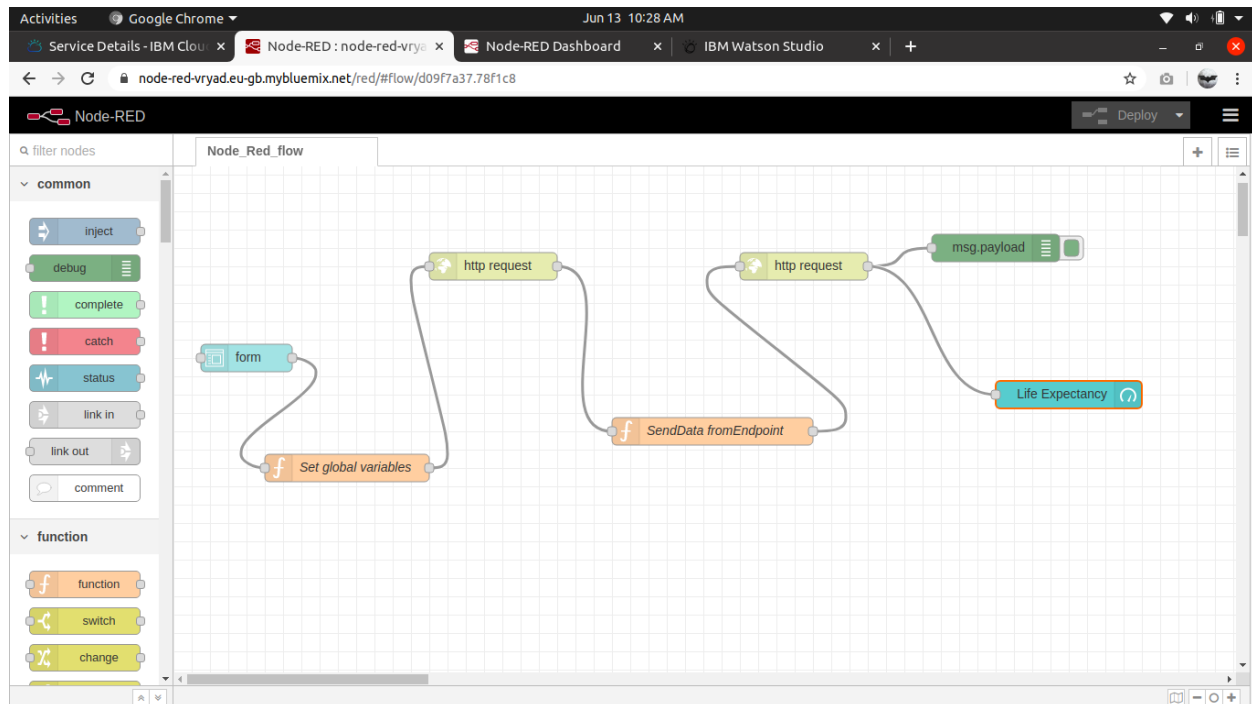 Activities Google Chrome Jun 13 10:28 AM
Service Details - IBM Clou Node-RED : node-red-vrya Node-RED Dashboard IBM Watson Studio
node-red-vryad.eu-gb.mybluemix.net/red/#flow/d09f7a37.78f1c8
Node-RED Deploy
filter nodes Node_Red_flow
common
inject
debug
complete
catch
status
link in
link out
comment
function
function
switch
change
form
Set global variables
http request
SendData fromEndpoint
http request
msg.payload
Life Expectancy